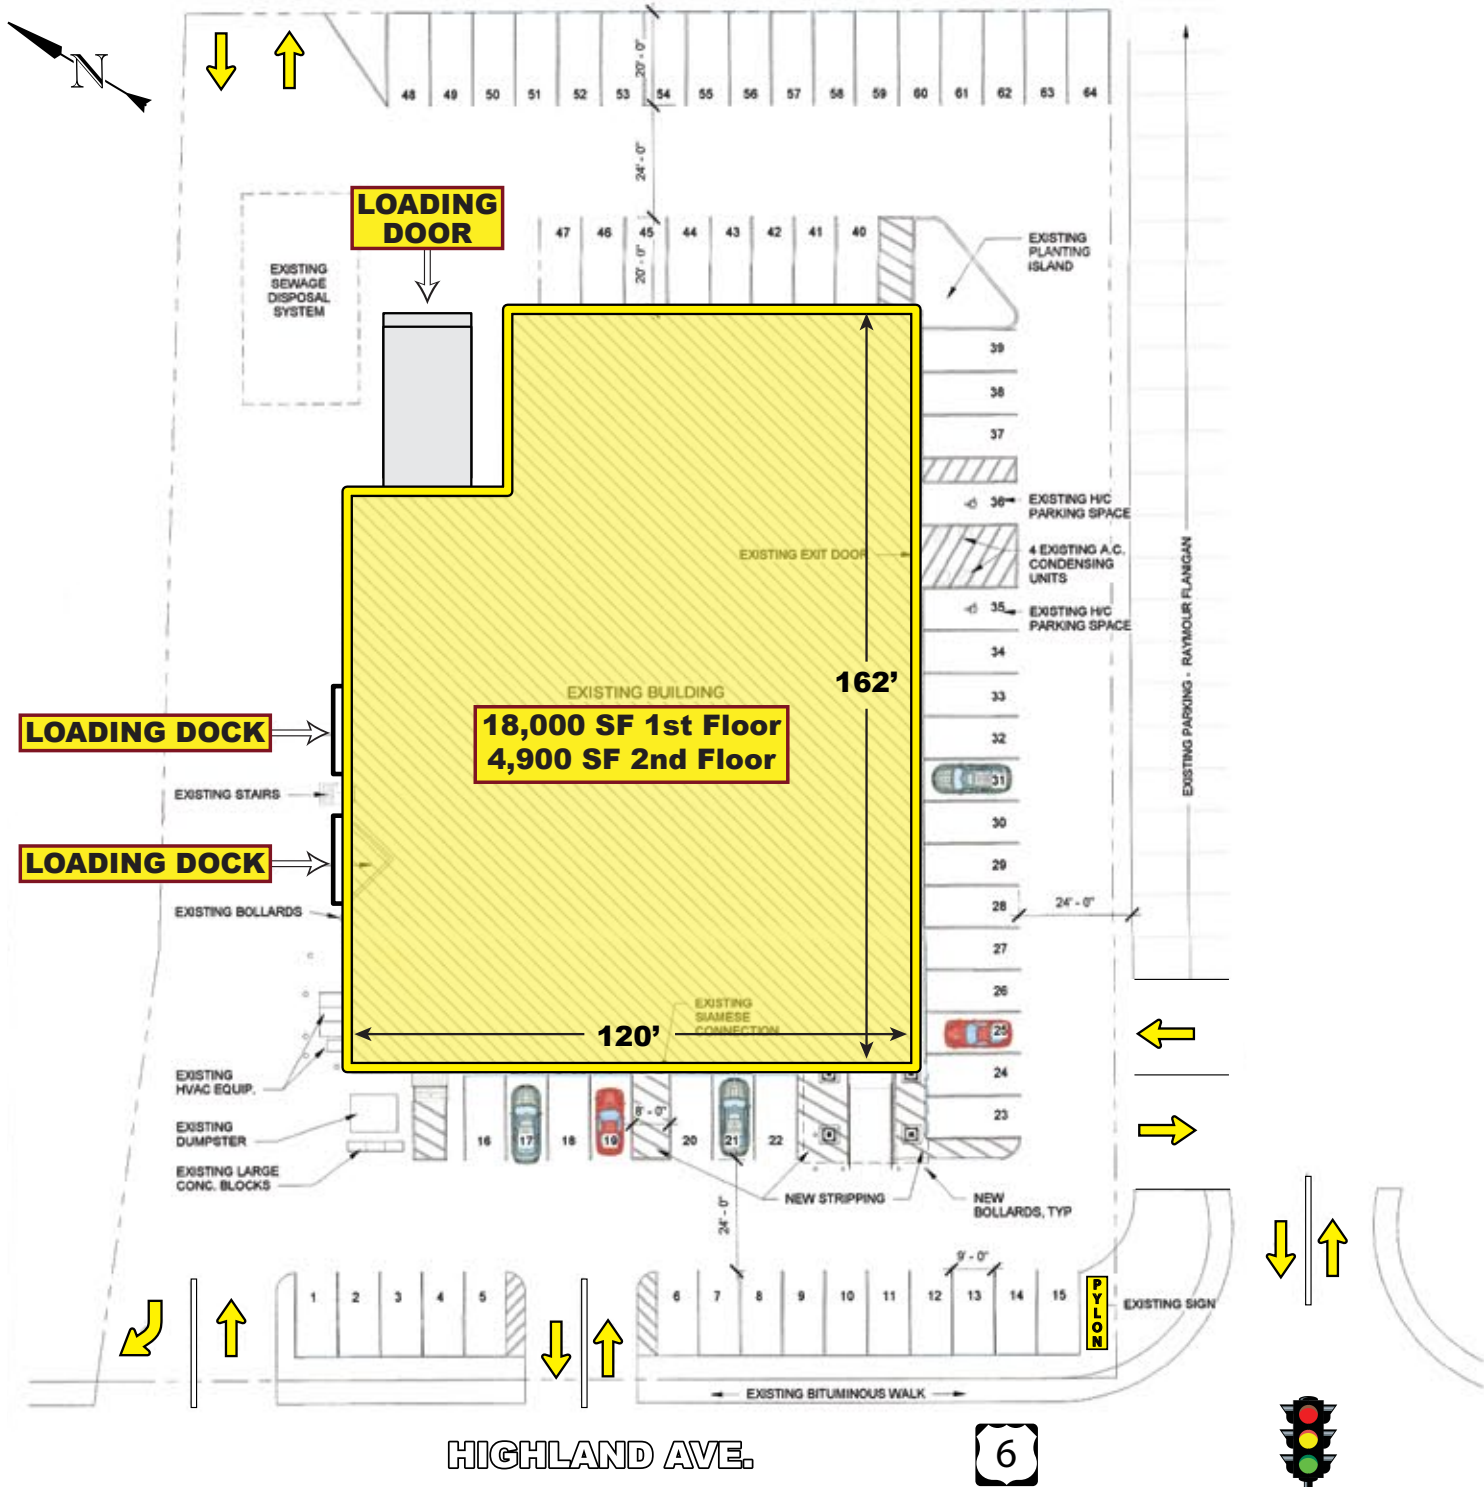 N
20' - 0"
48 49 50 51 52 53 54 55 56 57 58 59 60 61 62 63 64
24' - 0"
LOADING
DOOR
47 46 45 44 43 42 41 40
20' - 0"
EXISTING
PLANTING
ISLAND
EXISTING
SEWAGE
DISPOSAL
SYSTEM
39
38
37
36
EXISTING H/C
PARKING SPACE
EXISTING EXIT DOOR
4 EXISTING A.C.
CONDENSING
UNITS
35
EXISTING H/C
PARKING SPACE
34
33
32
31
30
29
28
27
26
25
24
23
EXISTING PARKING - RAYMOUR FLANIGAN
24' - 0"
162’
EXISTING BUILDING
18,000 SF 1st Floor
4,900 SF 2nd Floor
LOADING DOCK
EXISTING STAIRS
LOADING DOCK
EXISTING BOLLARDS
EXISTING
SIAMESE
CONNECTION
120’
EXISTING
HVAC EQUIP.
EXISTING
DUMPSTER
EXISTING LARGE
CONC. BLOCKS
8' - 0"
16 17 18 19 20 21 22
NEW STRIPPING
NEW
BOLLARDS, TYP
24' - 0"
9' - 0"
1 2 3 4 5
6 7 8 9 10 11 12 13 14 15
PYLON
EXISTING SIGN
EXISTING BITUMINOUS WALK
HIGHLAND AVE.
6